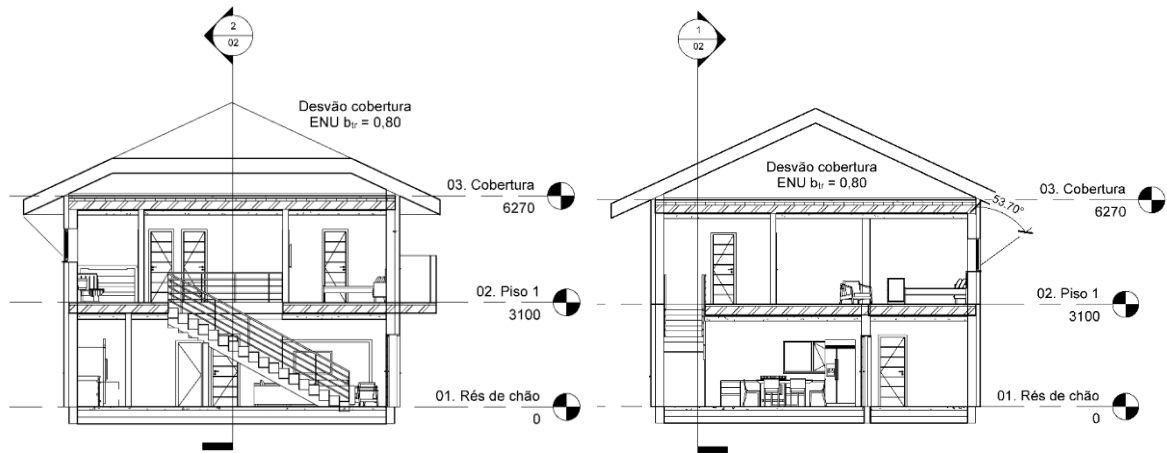 2
02
Desvão cobertura
ENU btr = 0,80
03. Cobertura
6270
02. Piso 1
3100
01. Rés de chão
0
1
02
Desvão cobertura
ENU btr = 0,80
53.70°
03. Cobertura
6270
02. Piso 1
3100
01. Rés de chão
0